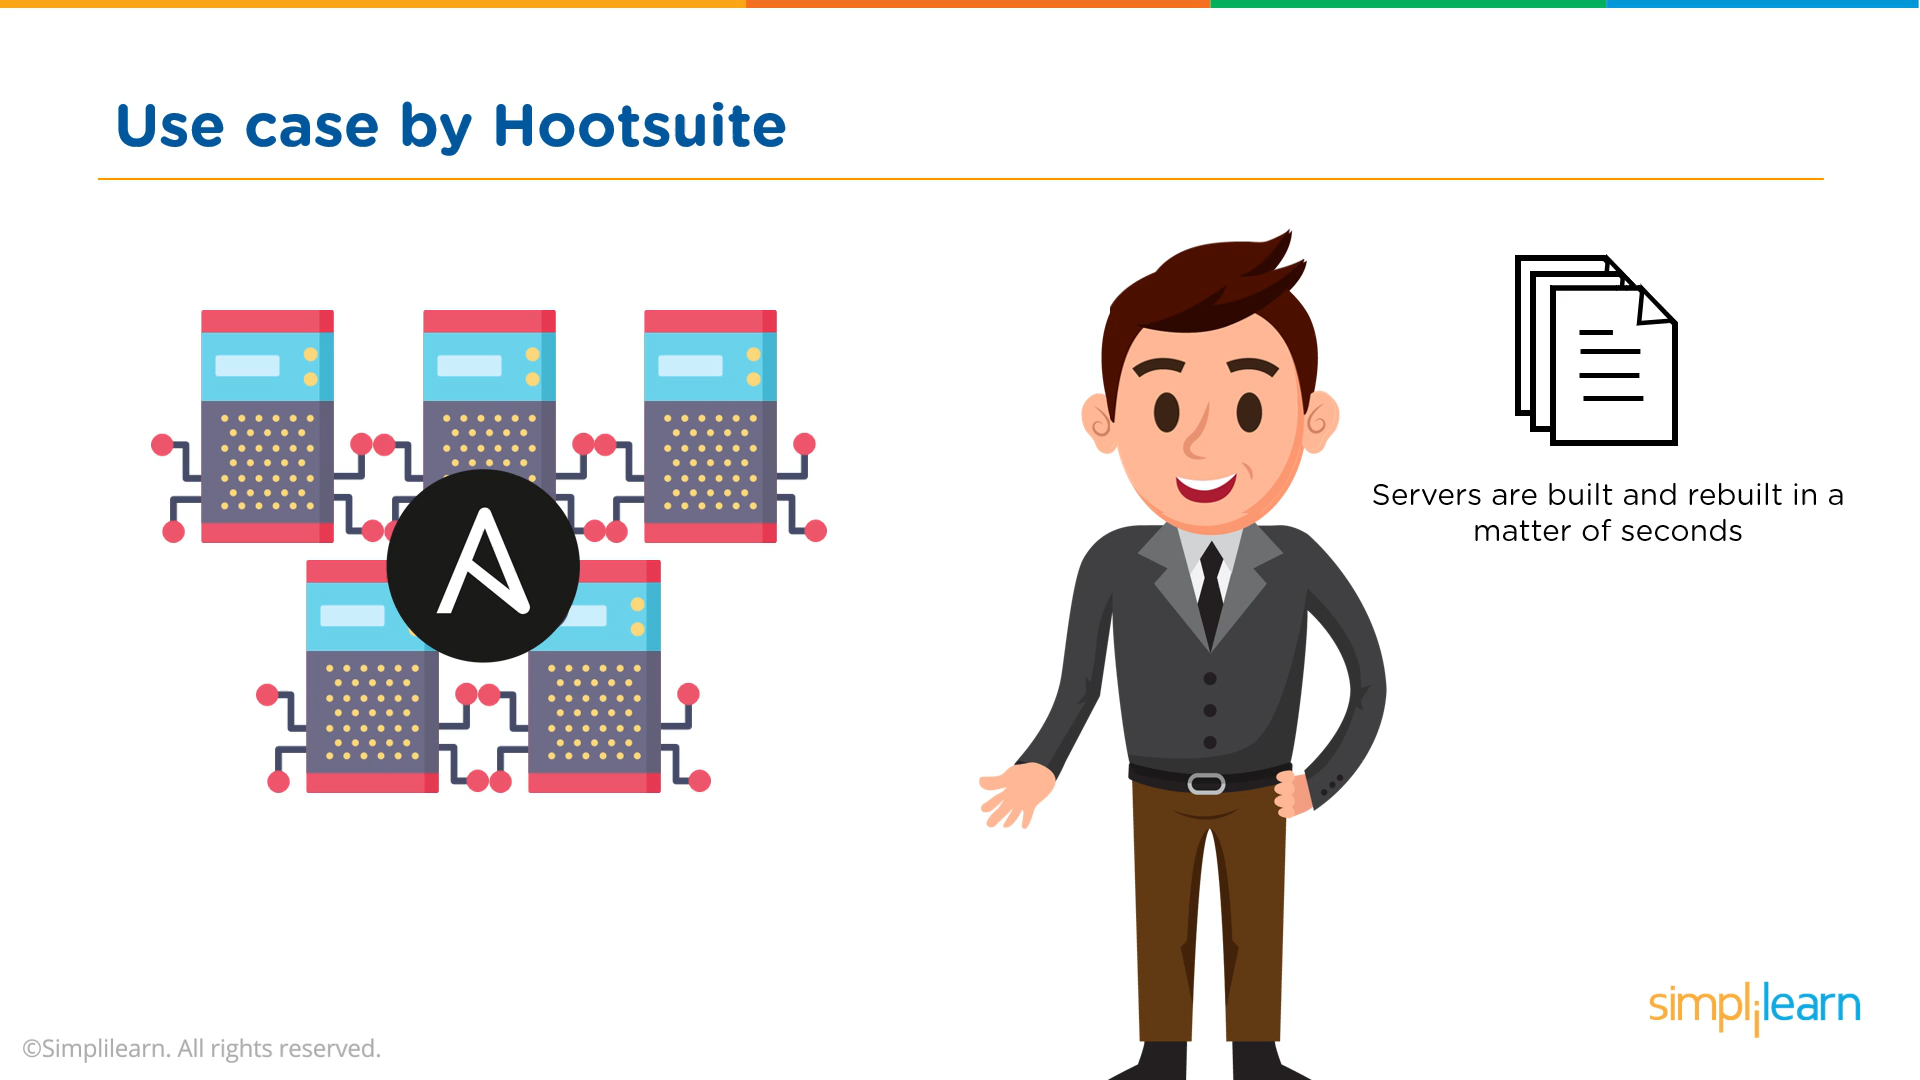 Use case by Hootsuite
Servers are built and rebuilt in a
matter of seconds
simplilearn
©Simplilearn. All rights reserved.